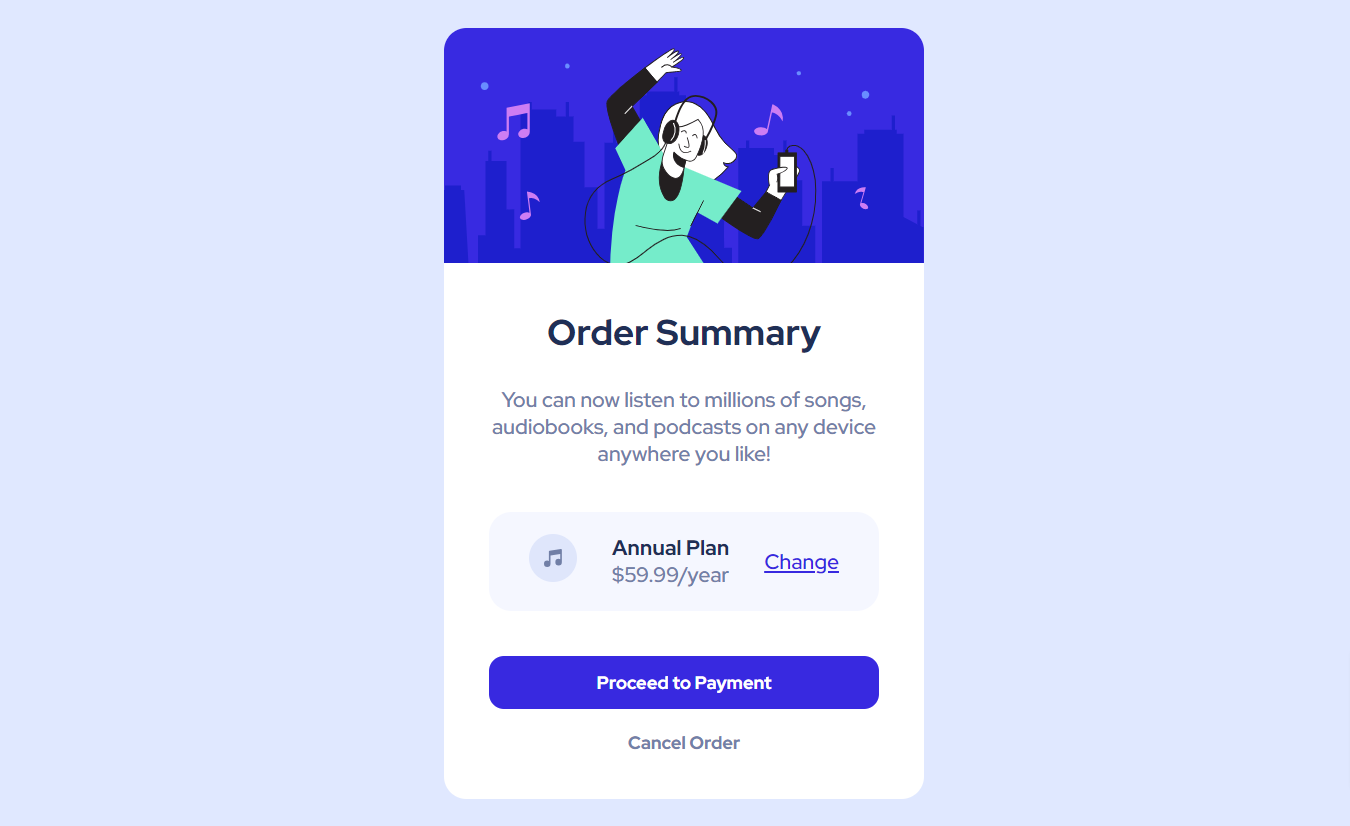 Order Summary
You can now listen to millions of songs,
audiobooks, and podcasts on any device
anywhere you like!
Annual Plan
$59.99/year
Change
Proceed to Payment
Cancel Order